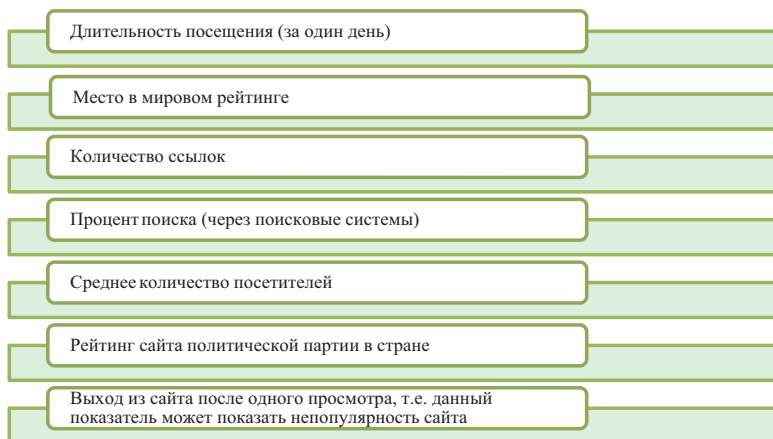 Длительность посещения (за один день)
Место в мировом рейтинге
Количество ссылок
Процент поиска (через поисковые системы)
Среднее количество посетителей
Рейтинг сайта политической партии в стране
Выход из сайта после одного просмотра, т.е. данный
показатель может показать непопулярность сайта